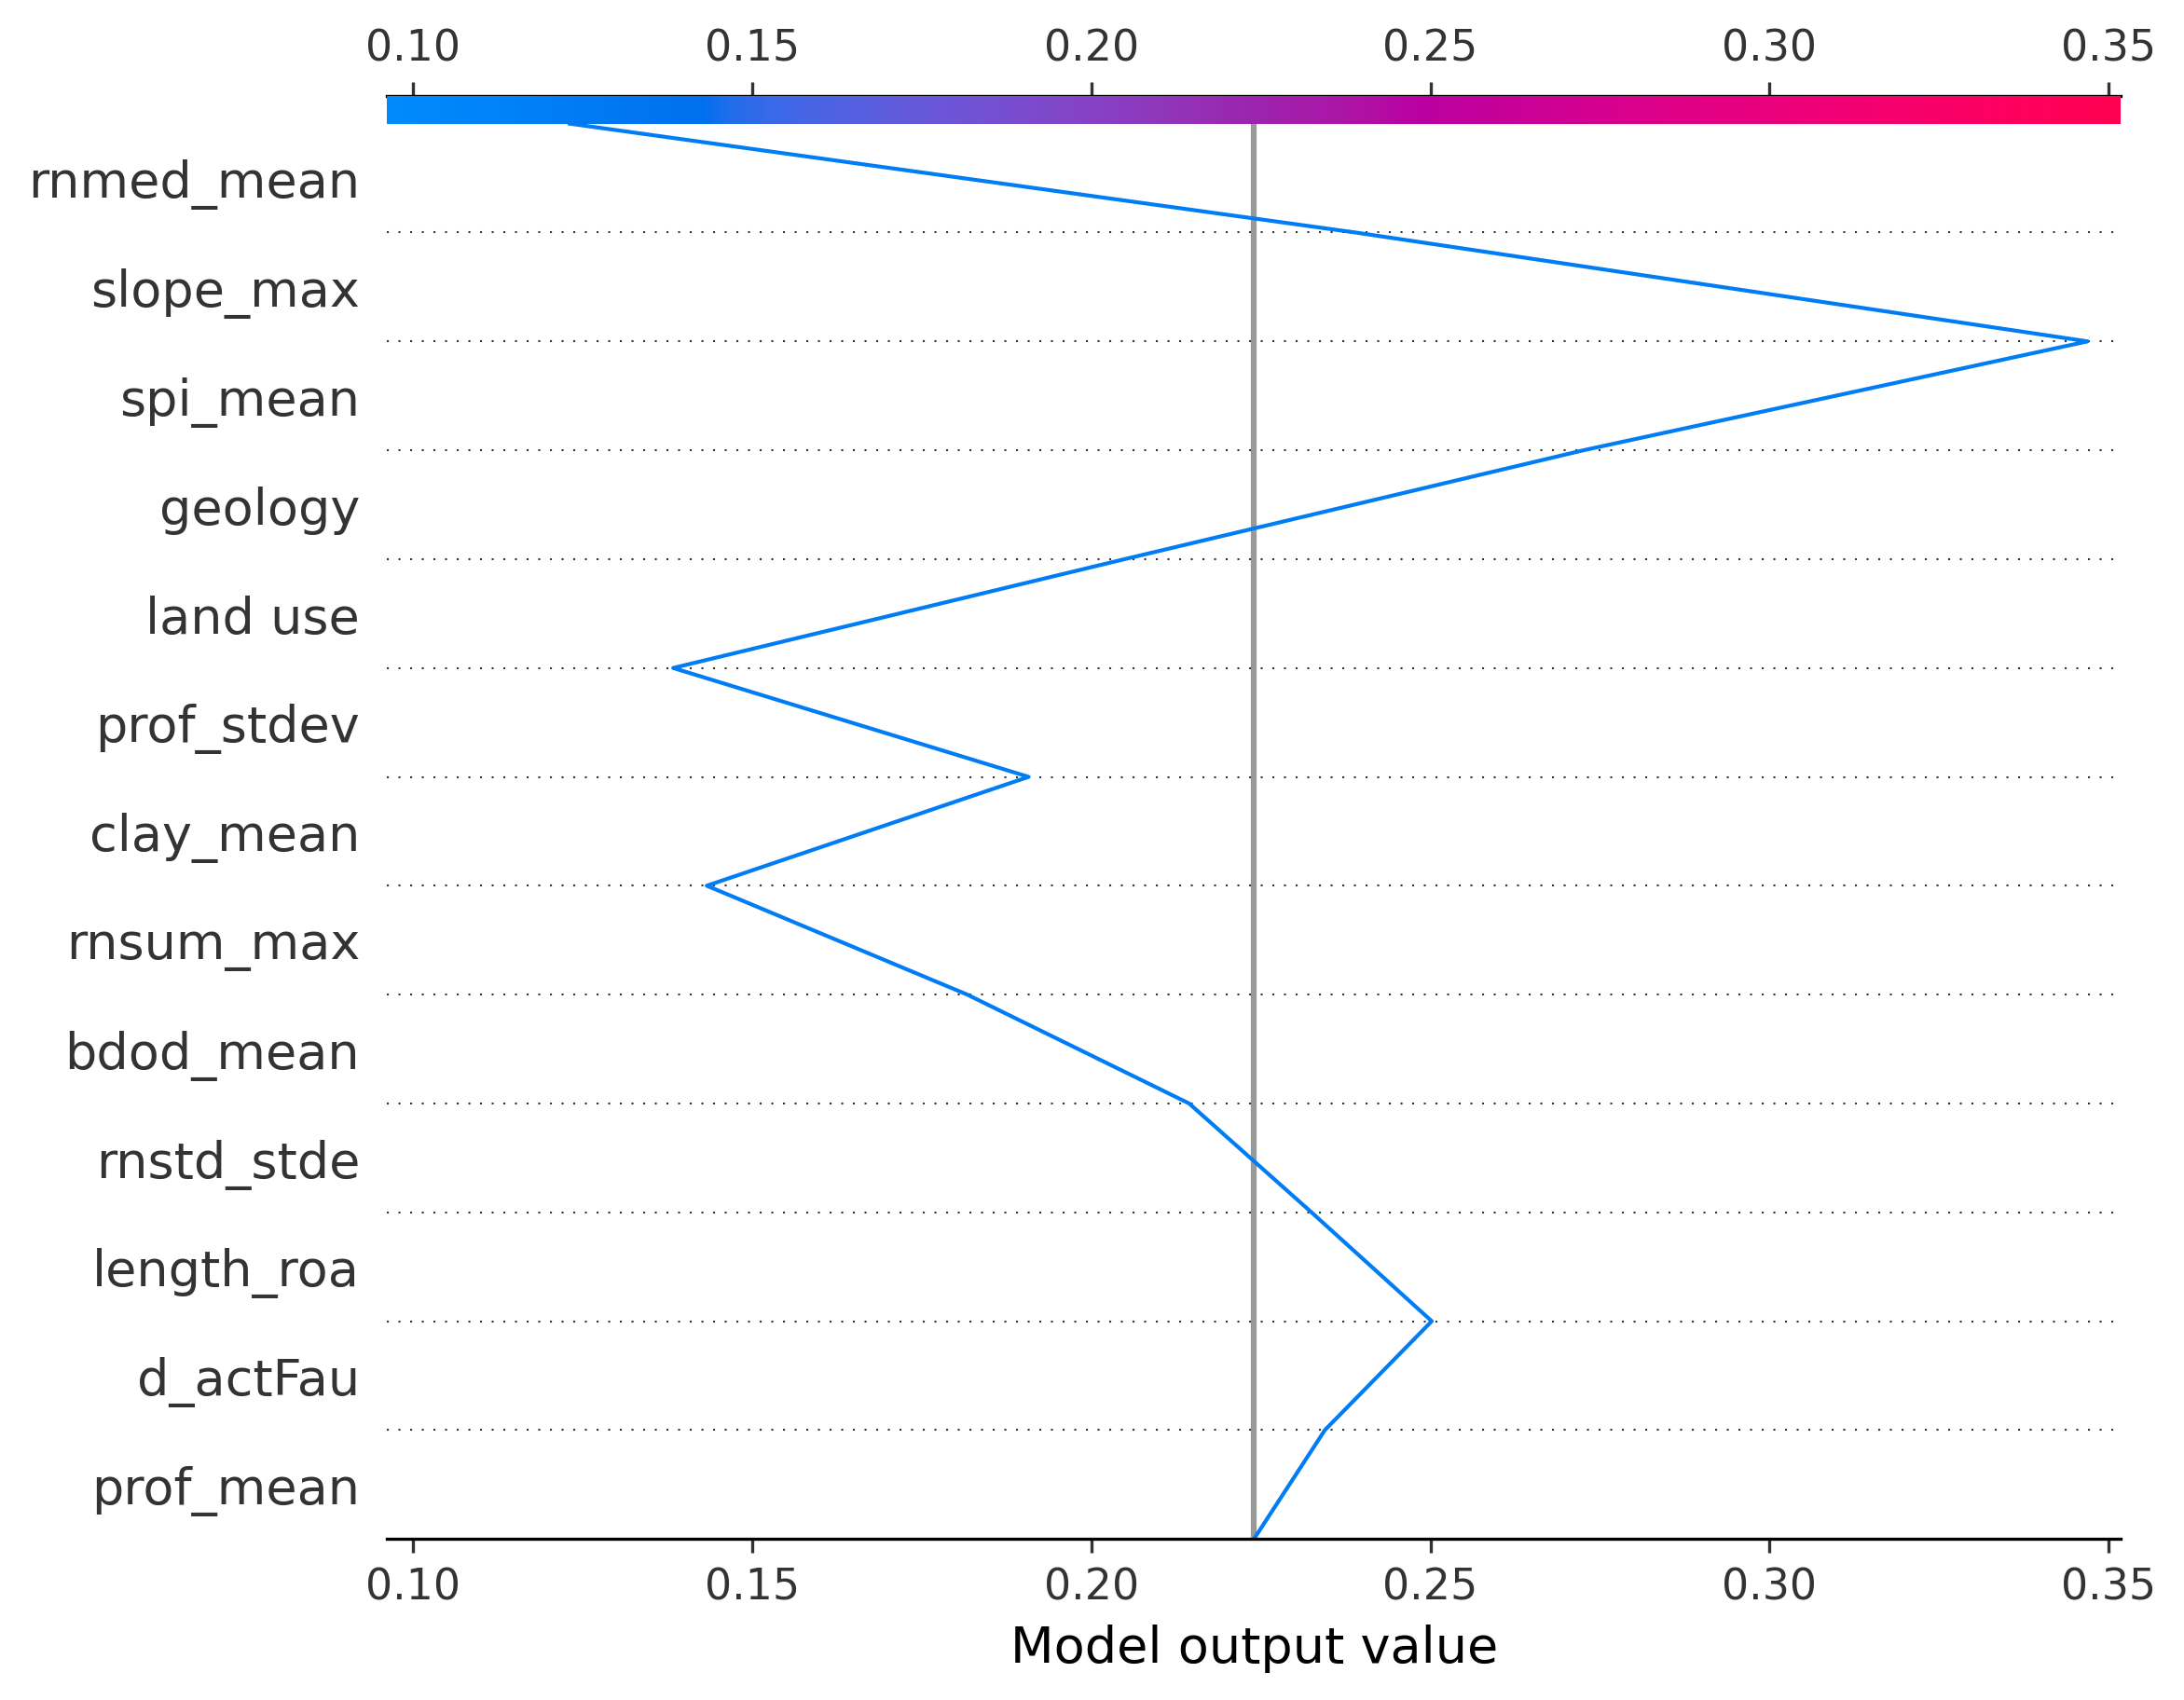 0.10 0.15 0.20 0.25 0.30 0.35
rnmed_mean
slope_max
spi_mean
geology
land use
prof_stdev
clay_mean
rnsum_max
bdod_mean
rnstd_stde
length_roa
d_actFau
prof_mean
0.10 0.15 0.20 0.25 0.30 0.35
Model output value